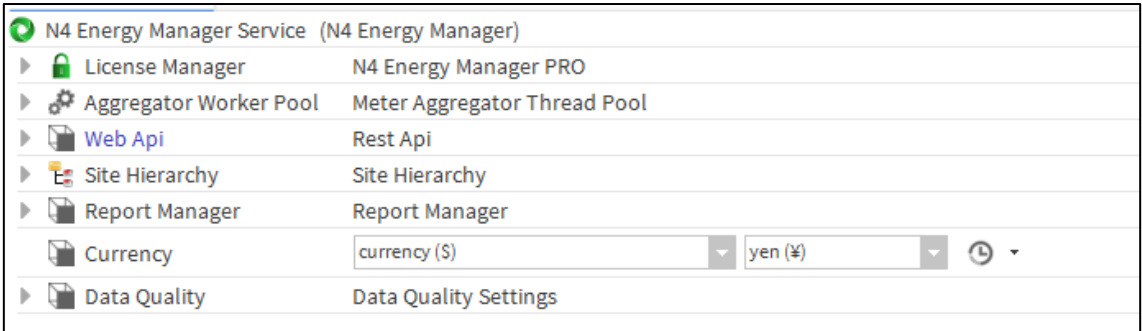 N4 Energy Manager Service (N4 Energy Manager)
License Manager N4 Energy Manager PRO
Aggregator Worker Pool Meter Aggregator Thread Pool
Web Api Rest Api
Site Hierarchy Site Hierarchy
Report Manager Report Manager
Currency currency ($) yen (¥)
Data Quality Data Quality Settings